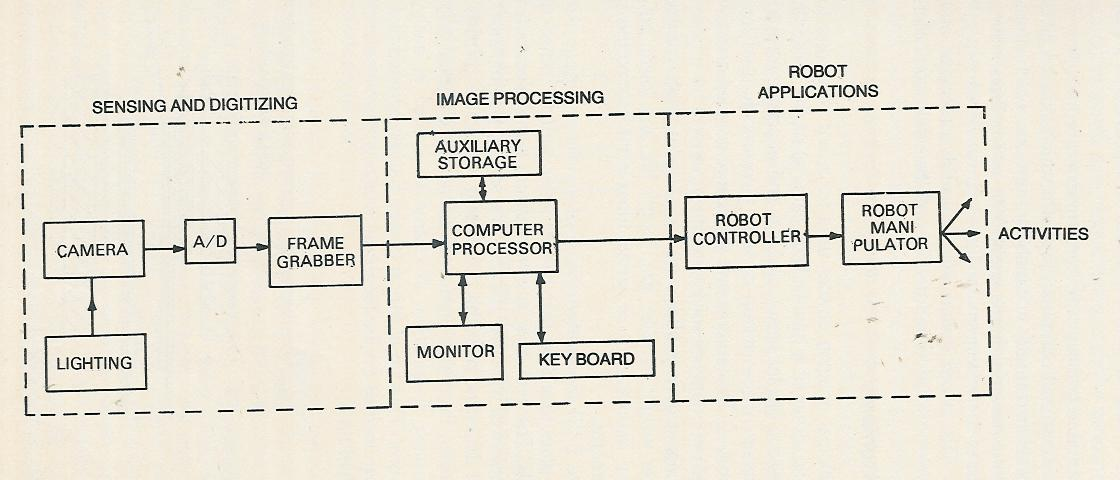 SENSING AND DIGITIZING
IMAGE PROCESSING
ROBOT
APPLICATIONS
AUXILIARY
STORAGE
CAMERA
A/D
FRAME
GRABBER
COMPUTER
PROCESSOR
ROBOT
CONTROLLER
ROBOT
MANI
PULATOR
ACTIVITIES
LIGHTING
MONITOR
KEY BOARD